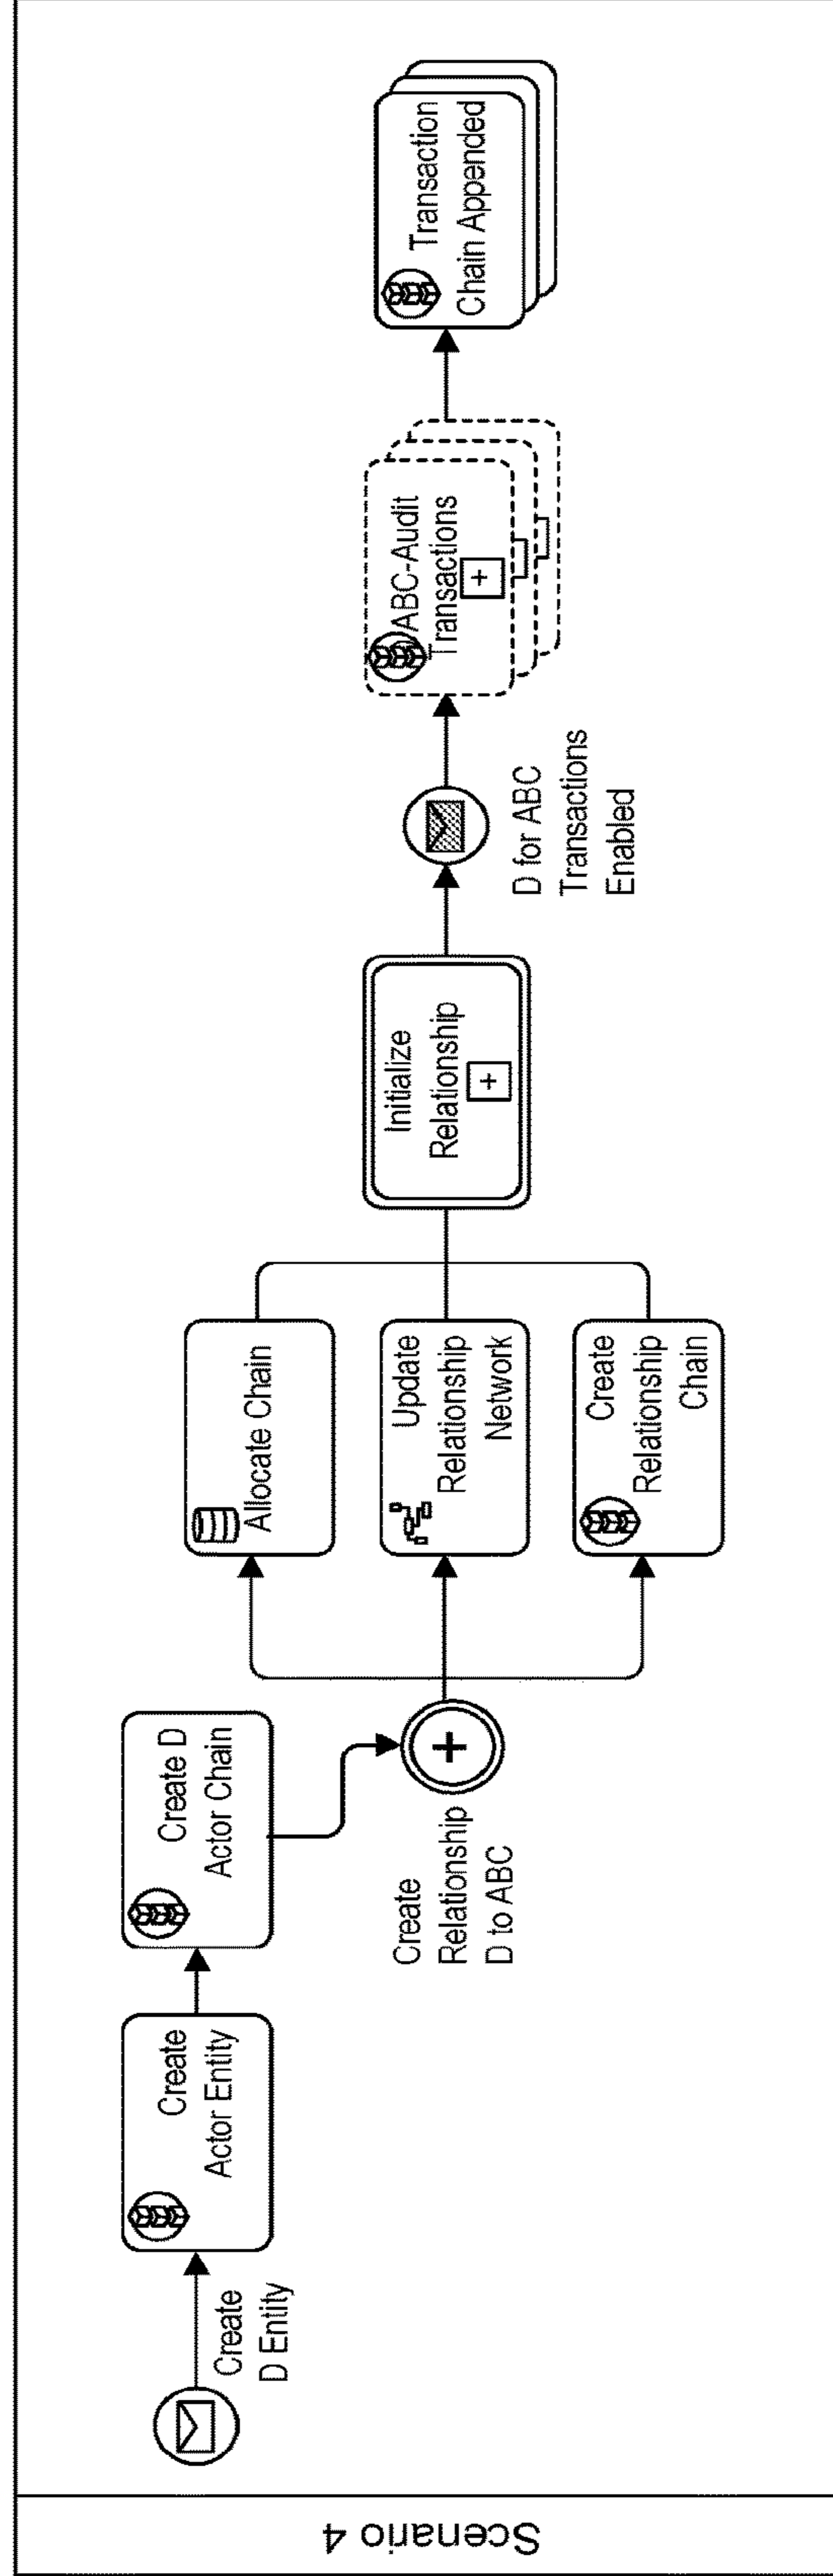 Scenario 4
Create
D Entity
Create
Actor Entity
Create D
Actor Chain
Create
Relationship
D to ABC
Allocate Chain
Update
Relationship
Network
Create
Relationship
Chain
Initialize
Relationship
+
D for ABC
Transactions
Enabled
DABC-Audit
Transactions
+
Transaction
Chain Appended